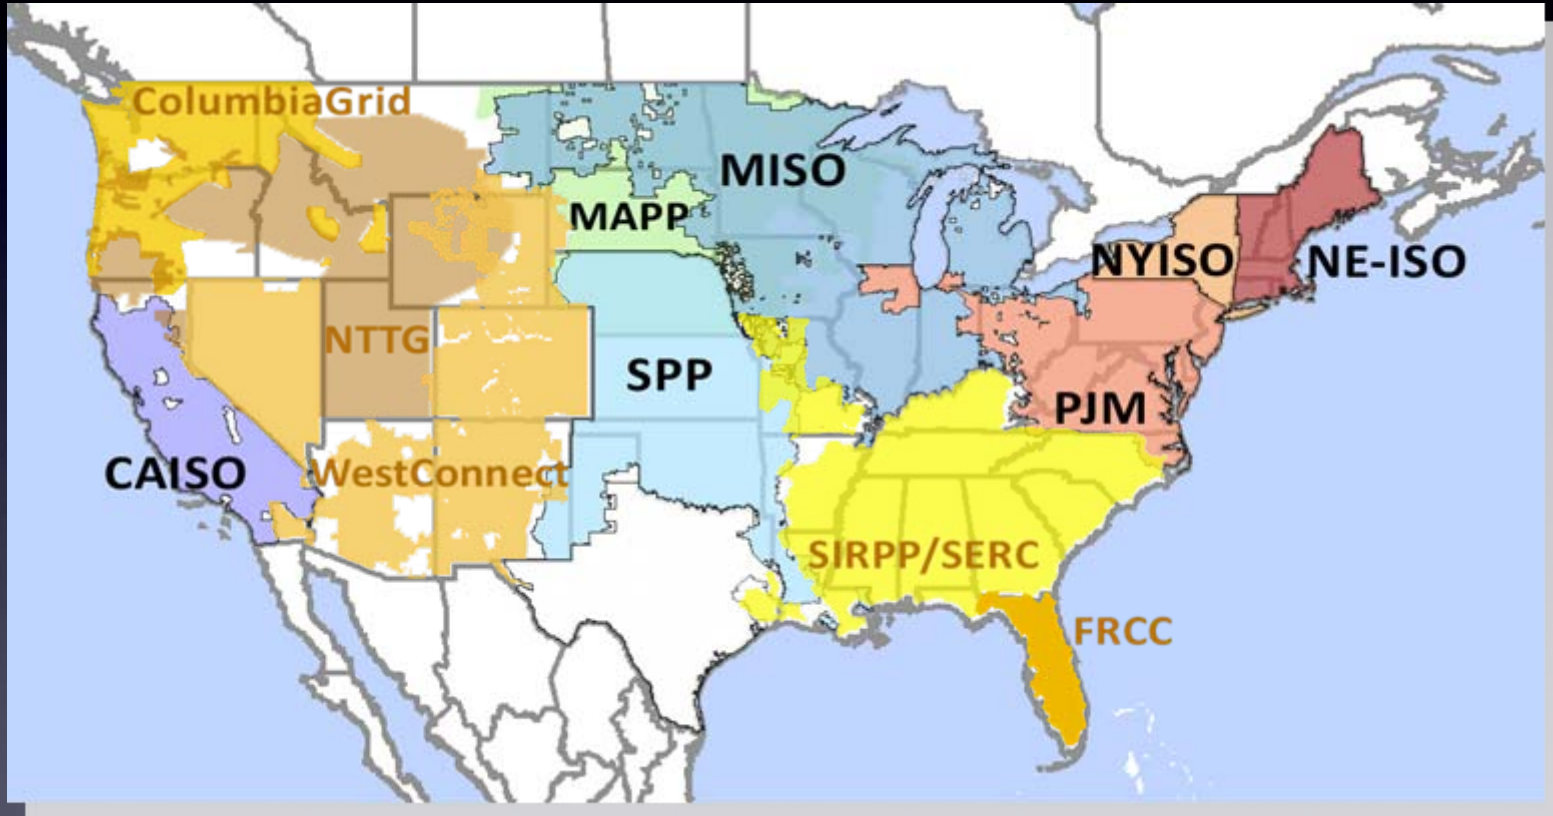 ColumbiaGrid
MISO
MAPP
NYISO
NE-ISO
NTTG
SPP
PJM
CAISO
WestConnect
SIRPP/SERC
FRCC